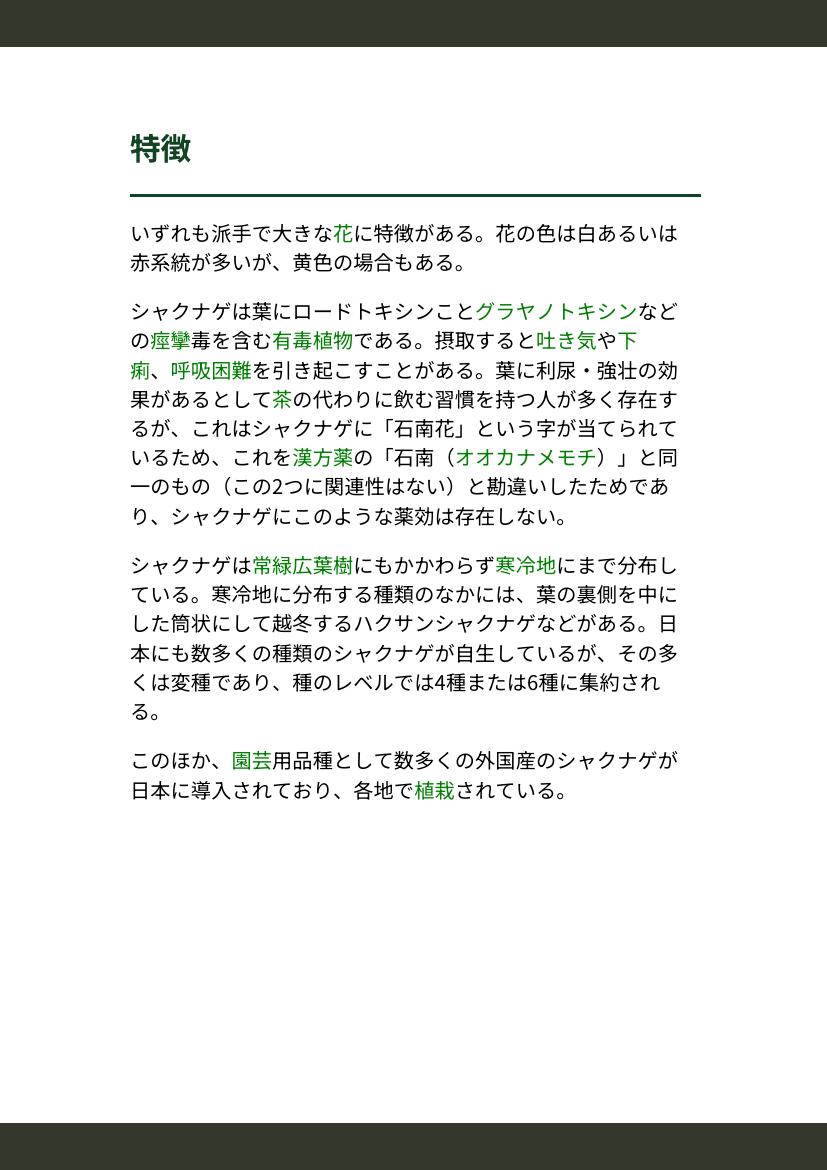 特徴
いずれも派手で大きな花に特徴がある。花の色は白あるいは
赤系統が多いが、黄色の場合もある。
シャクナゲは葉にロードトキシンことグラヤノトキシンなど
の痙攣毒を含む有毒植物である。摂取すると吐き気や下
痢、呼吸困難を引き起こすことがある。葉に利尿・強壮の効
果があるとして茶の代わりに飲む習慣を持つ人が多く存在す
るが、これはシャクナゲに「石南花」という字が当てられて
いるため、これを漢方薬の「石南（オオカナメモチ）」と同
一のもの（この2つに関連性はない）と勘違いしたためであ
り、シャクナゲにこのような薬効は存在しない。
シャクナゲは常緑広葉樹にもかかわらず寒冷地にまで分布し
ている。寒冷地に分布する種類のなかには、葉の裏側を中に
した筒状にして越冬するハクサンシャクナゲなどがある。日
本にも数多くの種類のシャクナゲが自生しているが、その多
くは変種であり、種のレベルでは4種または6種に集約され
る。
このほか、園芸用品種として数多くの外国産のシャクナゲが
日本に導入されており、各地で植栽されている。